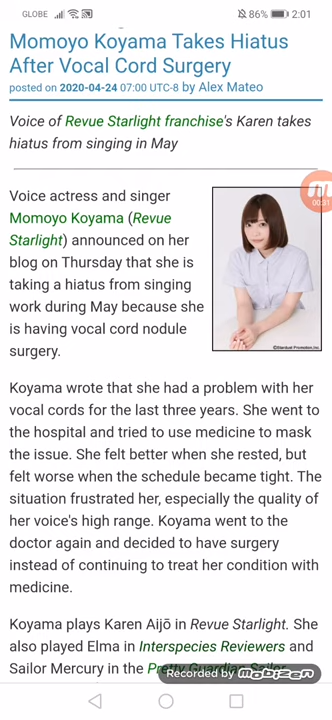 GLOBE 86% 2:01
Momoyo Koyama Takes Hiatus
After Vocal Cord Surgery
posted on 2020-04-24 07:00 UTC-8 by Alex Mateo
Voice of Revue Starlight franchise's Karen takes
hiatus from singing in May
Voice actress and singer
Momoyo Koyama (Revue
Starlight) announced on her
blog on Thursday that she is
taking a hiatus from singing
work during May because she
is having vocal cord nodule
surgery.
©Stardust Promotion,Inc.
00:31
Koyama wrote that she had a problem with her
vocal cords for the last three years. She went to
the hospital and tried to use medicine to mask
the issue. She felt better when she rested, but
felt worse when the schedule became tight. The
situation frustrated her, especially the quality of
her voice's high range. Koyama went to the
doctor again and decided to have surgery
instead of continuing to treat her condition with
medicine.
Koyama plays Karen Aijō in Revue Starlight. She
also played Elma in Interspecies Reviewers and
Sailor Mercury in the Pretty Guardian Sailor
Recorded by mobizen